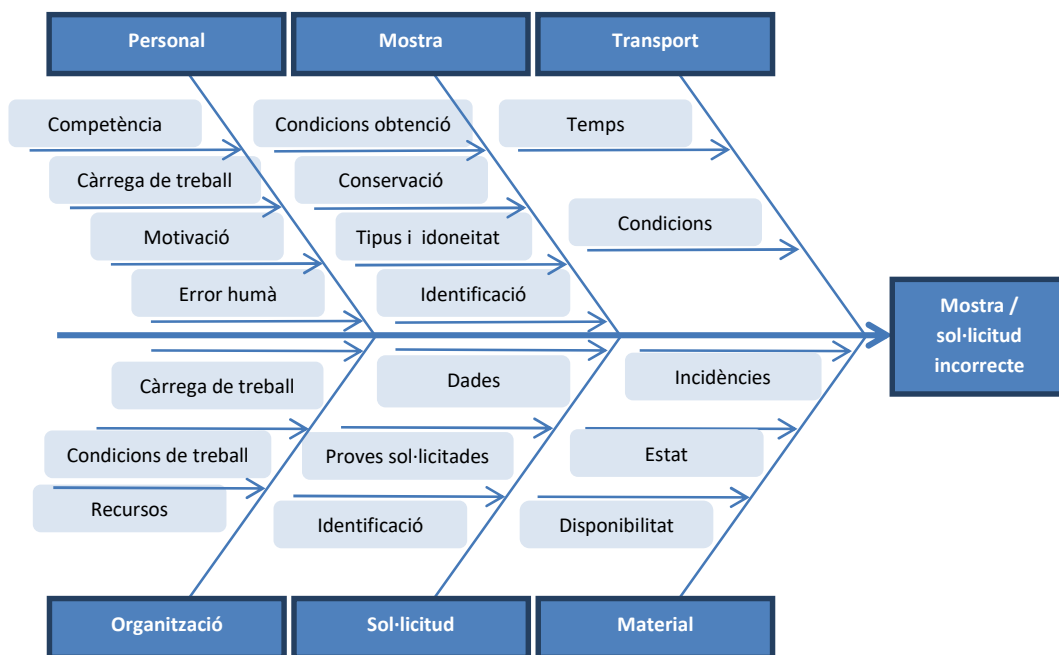 Personal
Mostra
Transport
Competència
Condicions obtenció
Temps
Càrrega de treball
Conservació
Condicions
Motivació
Tipus i idoneitat
Error humà
Identificació
Mostra /
sol·licitud
incorrecte
Càrrega de treball
Dades
Incidències
Condicions de treball
Proves sol·licitades
Estat
Recursos
Identificació
Disponibilitat
Organització
Sol·licitud
Material